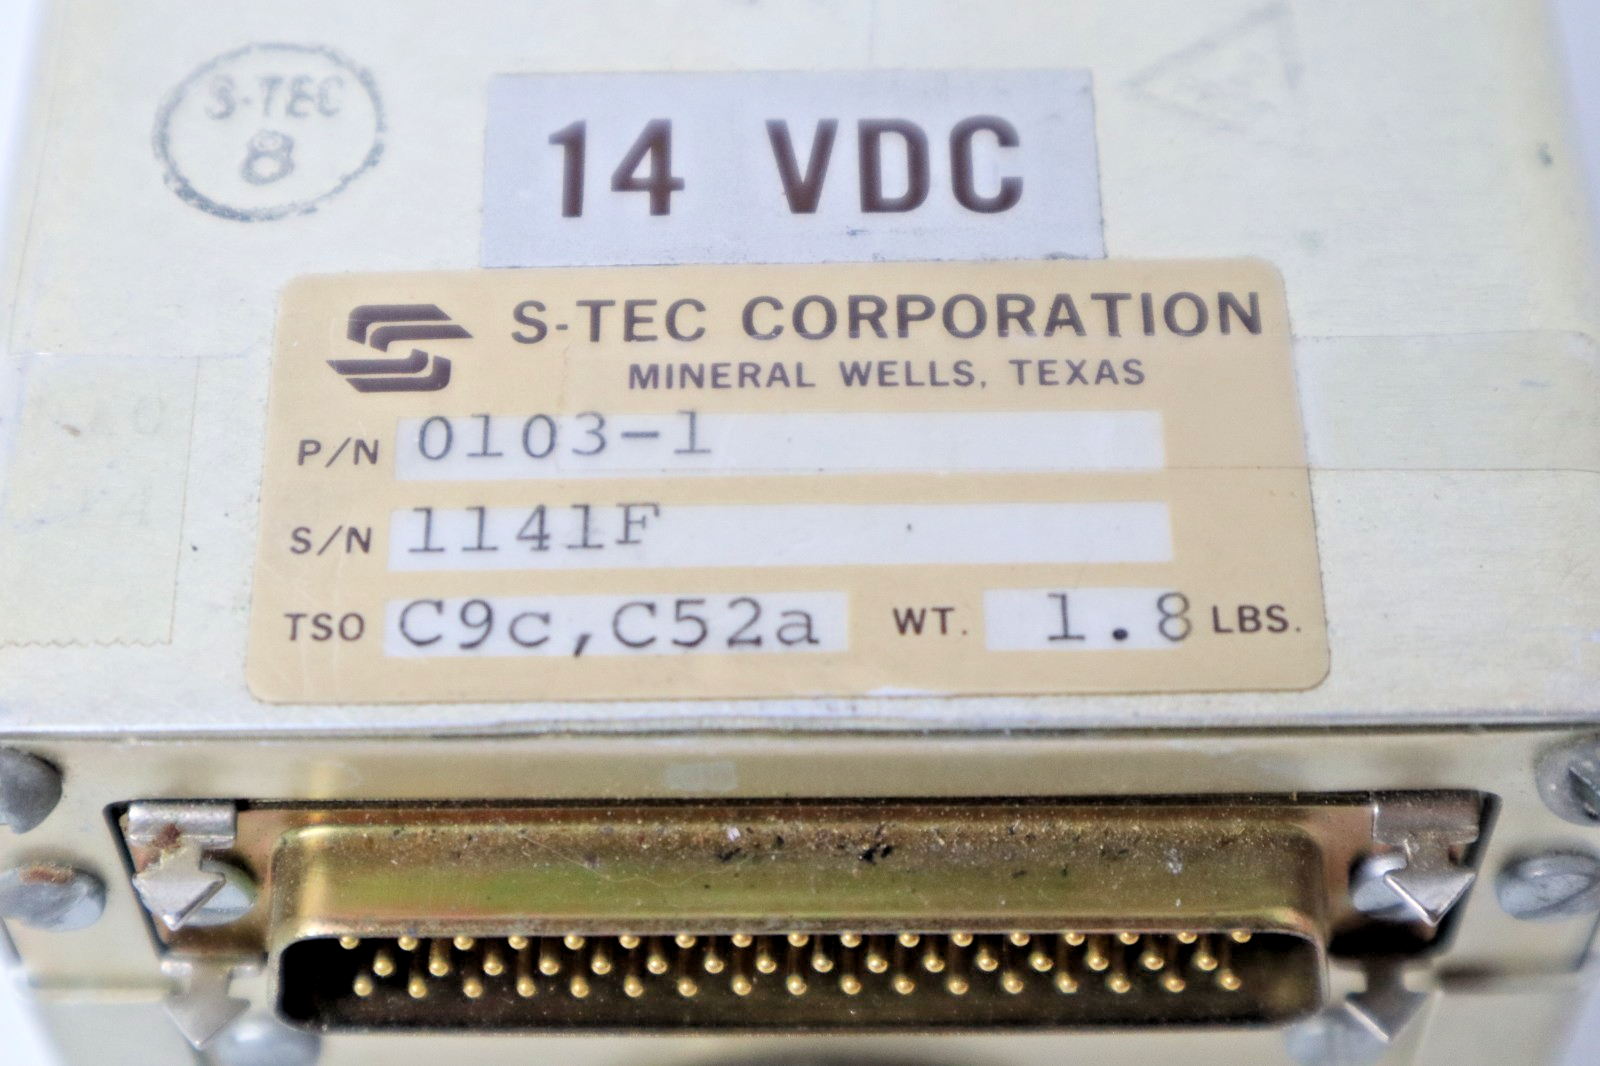 S-TEC
8
14 VDC
S-TEC CORPORATION
MINERAL WELLS, TEXAS
P/N 0103-1
S/N 1141F
TSO C9c,C52a WT. 1.8 LBS.